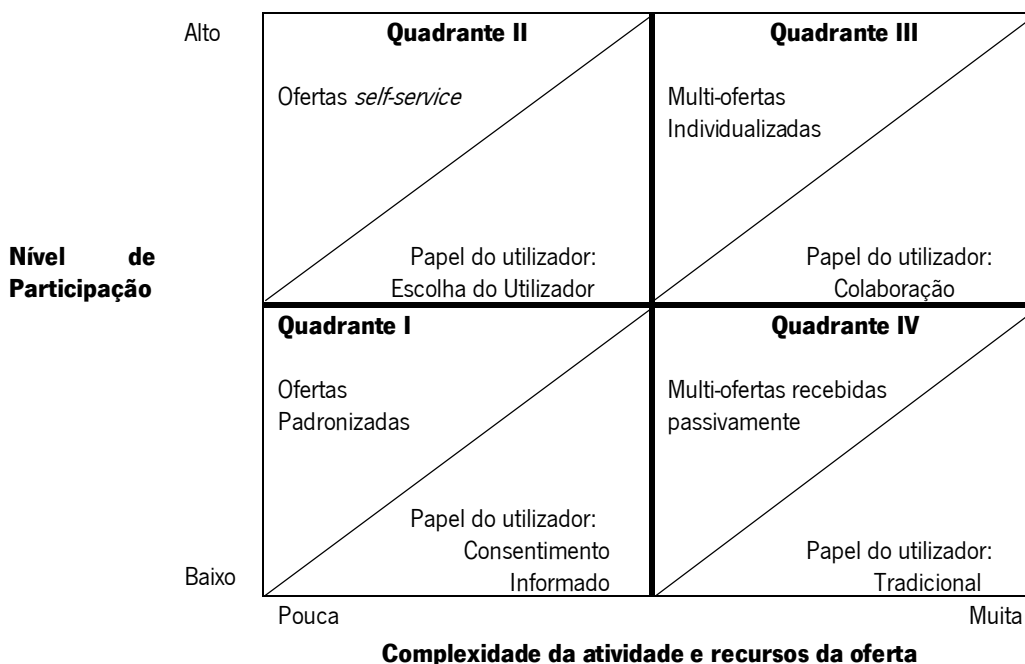 Alto
Quadrante II
Quadrante III
Ofertas self-service
Multi-ofertas
Individualizadas
Nível de
Participação
Papel do utilizador:
Escolha do Utilizador
Papel do utilizador:
Colaboração
Quadrante I
Quadrante IV
Ofertas
Padronizadas
Multi-ofertas recebidas
passivamente
Papel do utilizador:
Consentimento
Informado
Papel do utilizador:
Tradicional
Baixo
Pouca
Muita
Complexidade da atividade e recursos da oferta